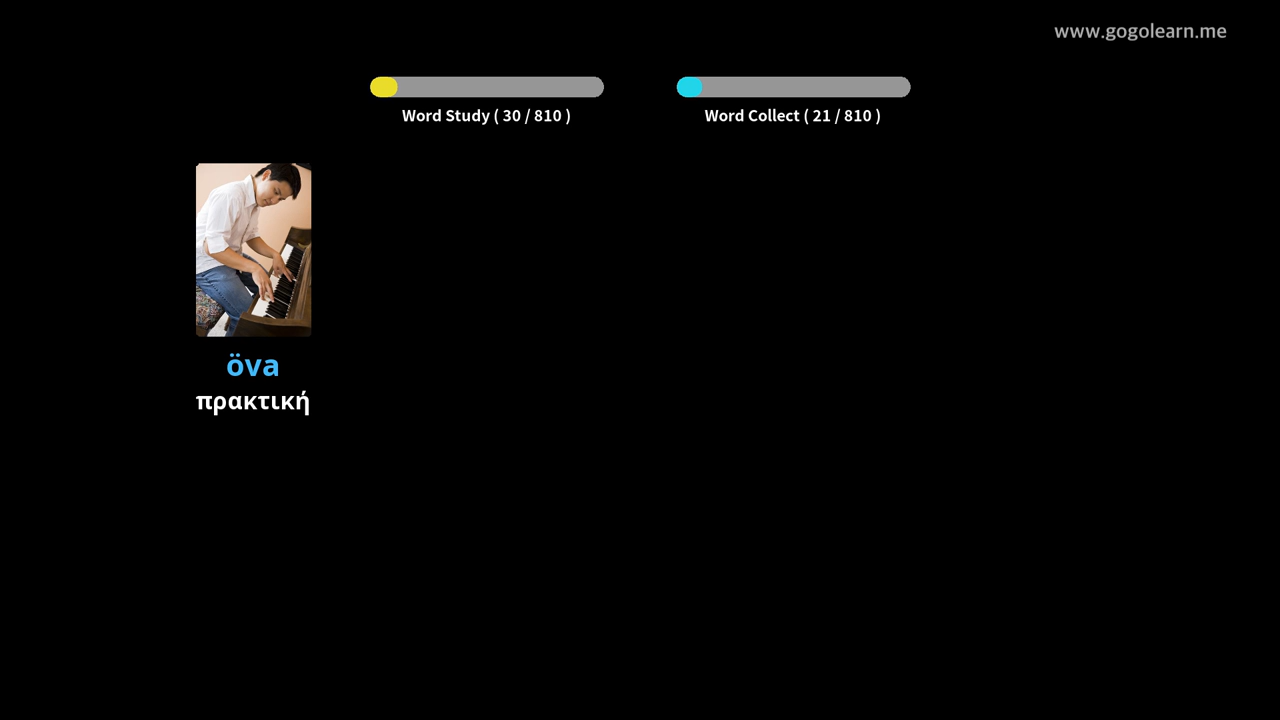 www.gogolearn.me
Word Study ( 30 / 810 )
Word Collect ( 21 / 810 )
öva
πρακτική